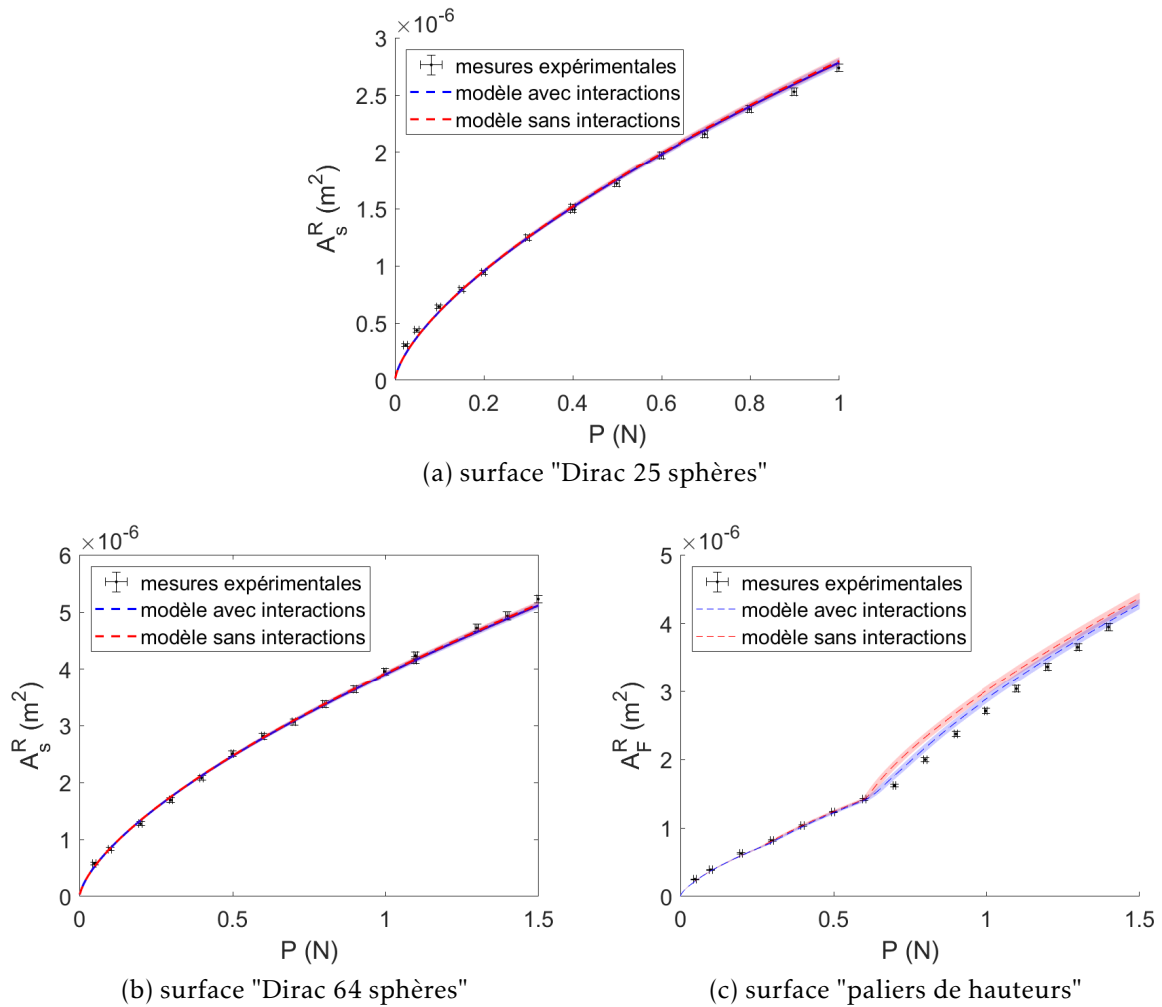 ×10⁻⁶
3
2.5
2
1.5
1
0.5
0
A_s^R (m²)
mesures expérimentales
modèle avec interactions
modèle sans interactions
0 0.2 0.4 0.6 0.8 1
P (N)
(a) surface "Dirac 25 sphères"
×10⁻⁶
6
5
4
3
2
1
0
A_s^R (m²)
mesures expérimentales
modèle avec interactions
modèle sans interactions
0 0.5 1 1.5
P (N)
(b) surface "Dirac 64 sphères"
×10⁻⁶
5
4
3
2
1
0
A_F^R (m²)
mesures expérimentales
modèle avec interactions
modèle sans interactions
0 0.5 1 1.5
P (N)
(c) surface "paliers de hauteurs"